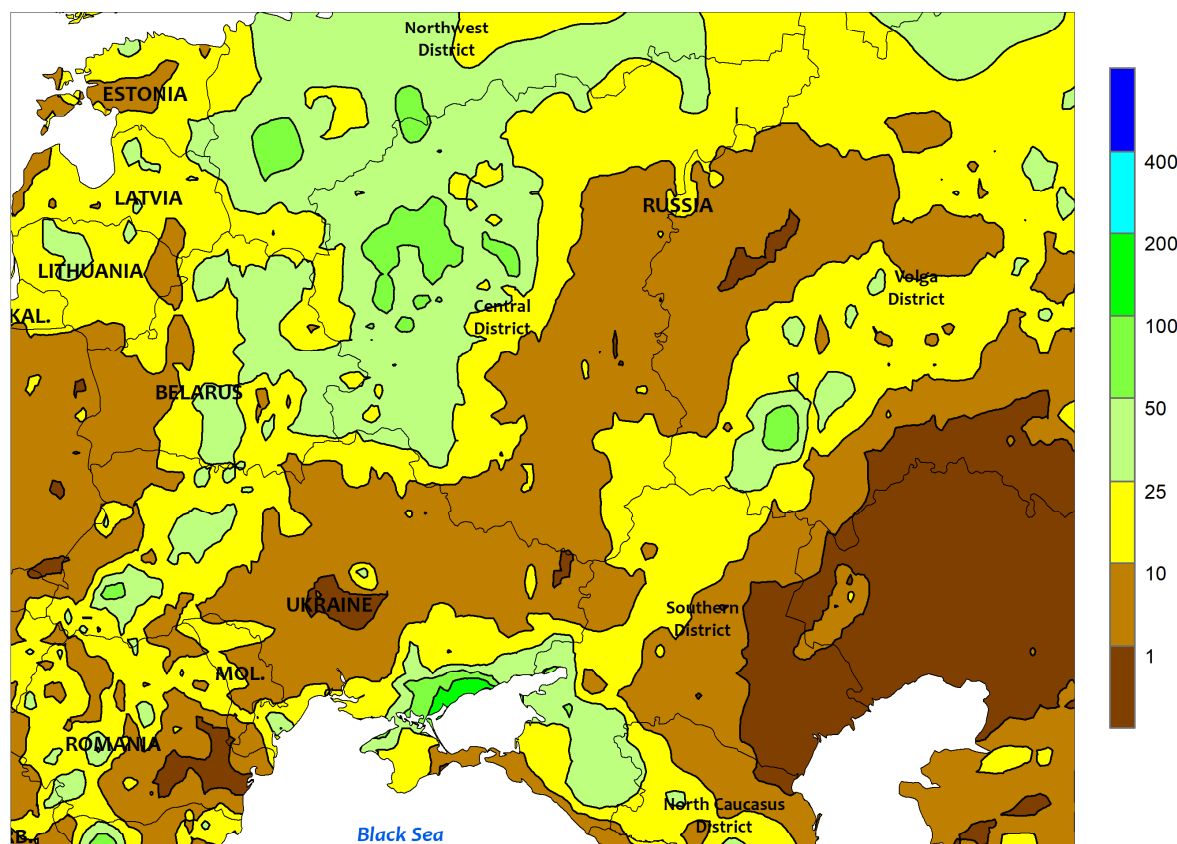 Northwest
District
ESTONIA
400
LATVIA
RUSSIA
200
LITHUANIA
Volga
District
KAL.
Central
District
100
BELARUS
50
25
10
UKRAINE
Southern
District
1
MOL.
ROMANIA
North Caucasus
District
B.
Black Sea